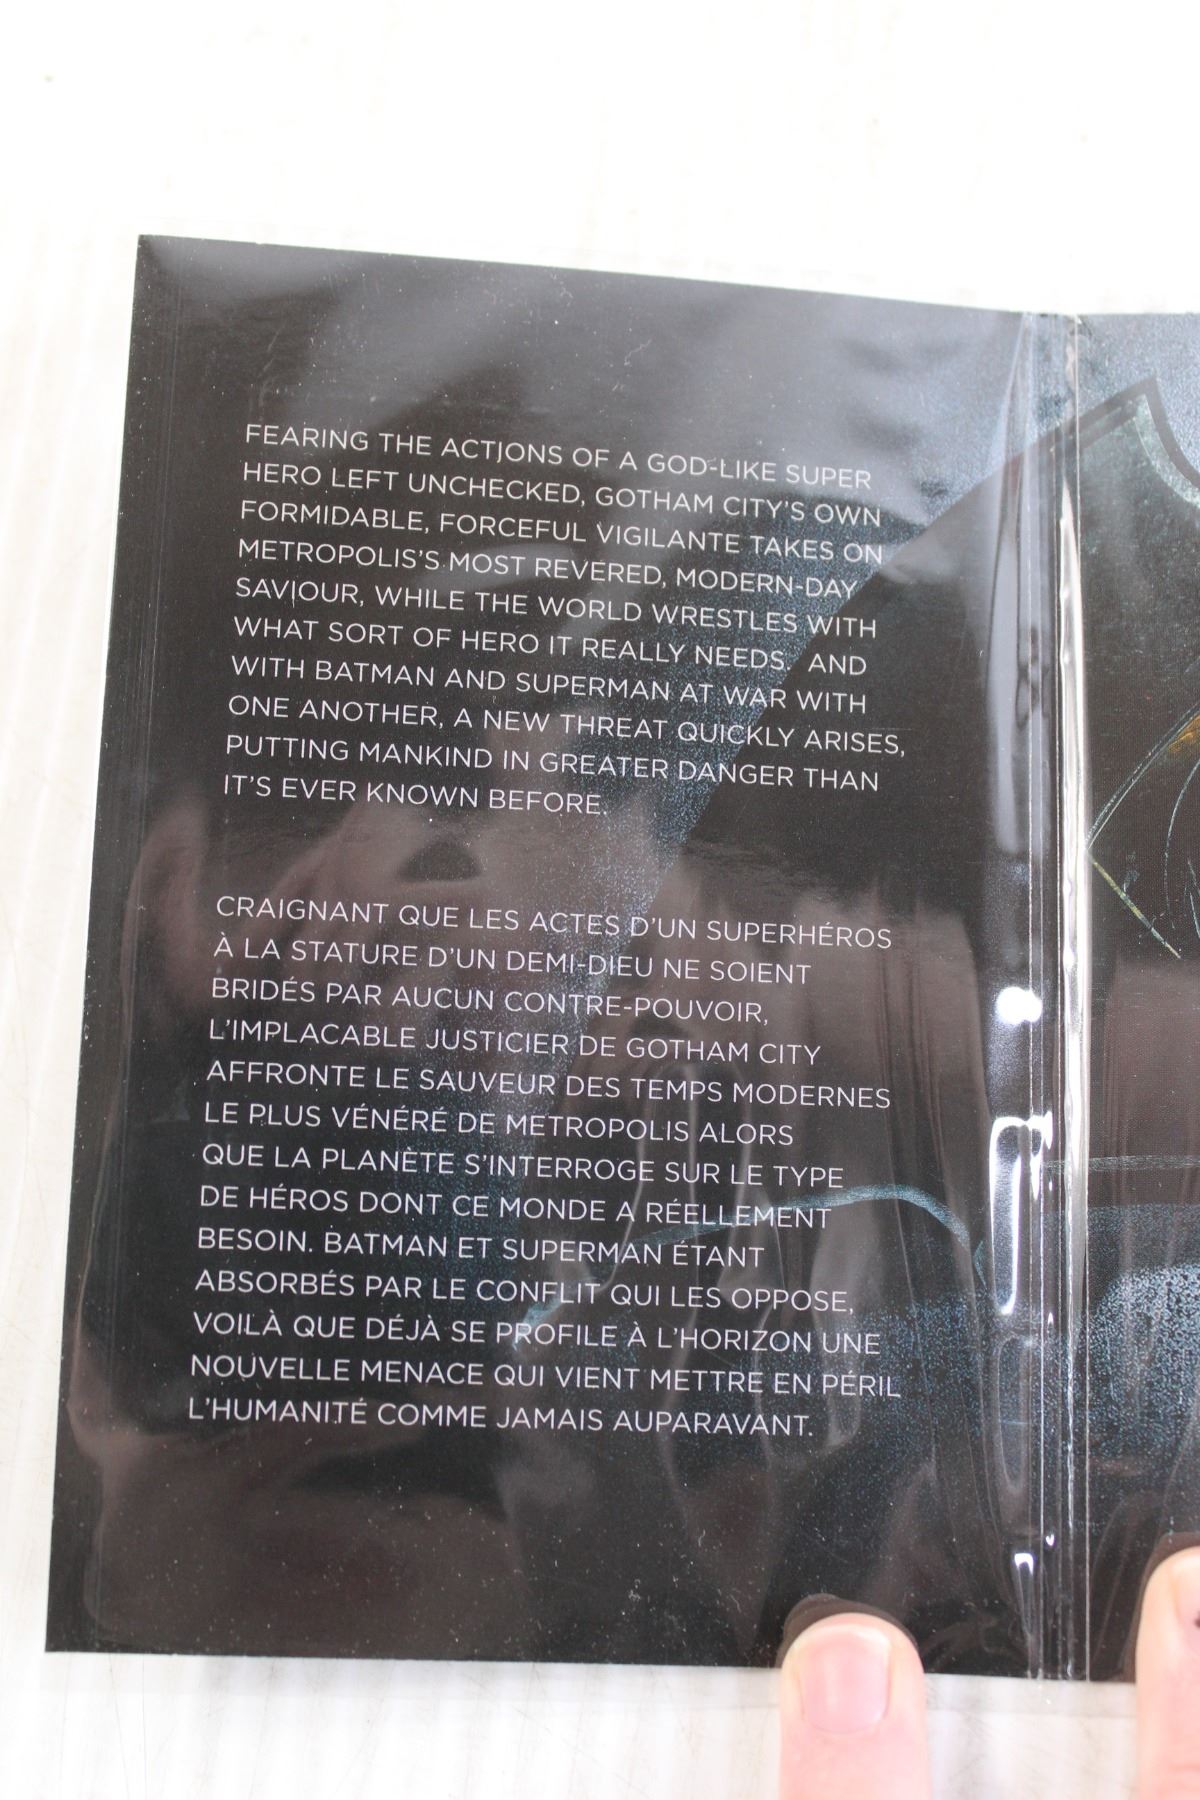 FEARING THE ACTIONS OF A GOD-LIKE SUPER
HERO LEFT UNCHECKED, GOTHAM CITY'S OWN
FORMIDABLE, FORCEFUL VIGILANTE TAKES ON
METROPOLIS'S MOST REVERED, MODERN-DAY
SAVIOUR, WHILE THE WORLD WRESTLES WITH
WHAT SORT OF HERO IT REALLY NEEDS. AND
WITH BATMAN AND SUPERMAN AT WAR WITH
ONE ANOTHER, A NEW THREAT QUICKLY ARISES,
PUTTING MANKIND IN GREATER DANGER THAN
IT'S EVER KNOWN BEFORE.
CRAIGNANT QUE LES ACTES D'UN SUPERHÉROS
À LA STATURE D'UN DEMI-DIEU NE SOIENT
BRIDÉS PAR AUCUN CONTRE-POUVOIR,
L'IMPLACABLE JUSTICIER DE GOTHAM CITY
AFFRONTE LE SAUVEUR DES TEMPS MODERNES
LE PLUS VÉNÉRÉ DE METROPOLIS ALORS
QUE LA PLANÈTE S'INTERROGE SUR LE TYPE
DE HÉROS DONT CE MONDE A RÉELLEMENT
BESOIN. BATMAN ET SUPERMAN ÉTANT
ABSORBÉS PAR LE CONFLIT QUI LES OPPOSE,
VOILÀ QUE DÉJÀ SE PROFILE À L'HORIZON UNE
NOUVELLE MENACE QUI VIENT METTRE EN PÉRIL
L'HUMANITÉ COMME JAMAIS AUPARAVANT.